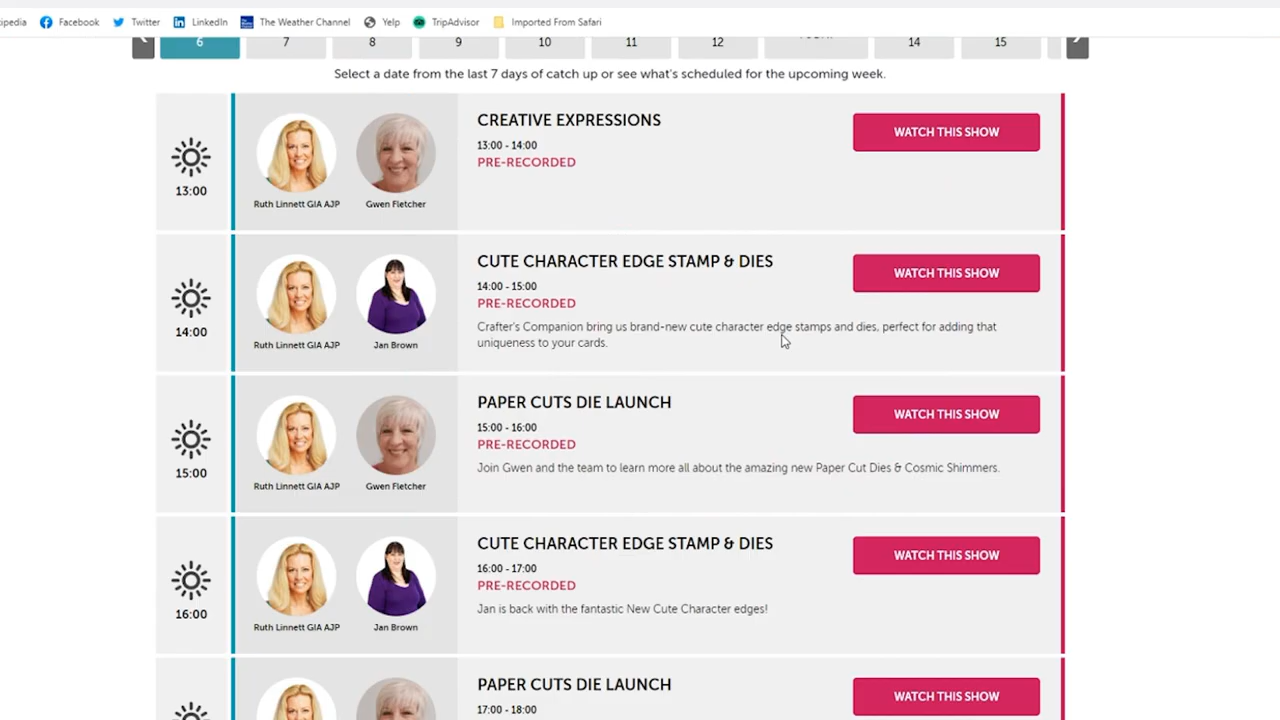 Facebook
Twitter
LinkedIn
The Weather Channel
Yelp
TripAdvisor
Imported From Safari
6
7
8
9
10
11
12
14
15
Select a date from the last 7 days of catch up or see what's scheduled for the upcoming week.
13:00
Ruth Linnett GIA AJP
Gwen Fletcher
CREATIVE EXPRESSIONS
13:00 - 14:00
PRE-RECORDED
WATCH THIS SHOW
14:00
Ruth Linnett GIA AJP
Jan Brown
CUTE CHARACTER EDGE STAMP & DIES
14:00 - 15:00
PRE-RECORDED
Crafter's Companion bring us brand-new cute character edge stamps and dies, perfect for adding that
uniqueness to your cards.
WATCH THIS SHOW
15:00
Ruth Linnett GIA AJP
Gwen Fletcher
PAPER CUTS DIE LAUNCH
15:00 - 16:00
PRE-RECORDED
Join Gwen and the team to learn more all about the amazing new Paper Cut Dies & Cosmic Shimmers.
WATCH THIS SHOW
16:00
Ruth Linnett GIA AJP
Jan Brown
CUTE CHARACTER EDGE STAMP & DIES
16:00 - 17:00
PRE-RECORDED
Jan is back with the fantastic New Cute Character edges!
WATCH THIS SHOW
PAPER CUTS DIE LAUNCH
17:00 - 18:00
WATCH THIS SHOW